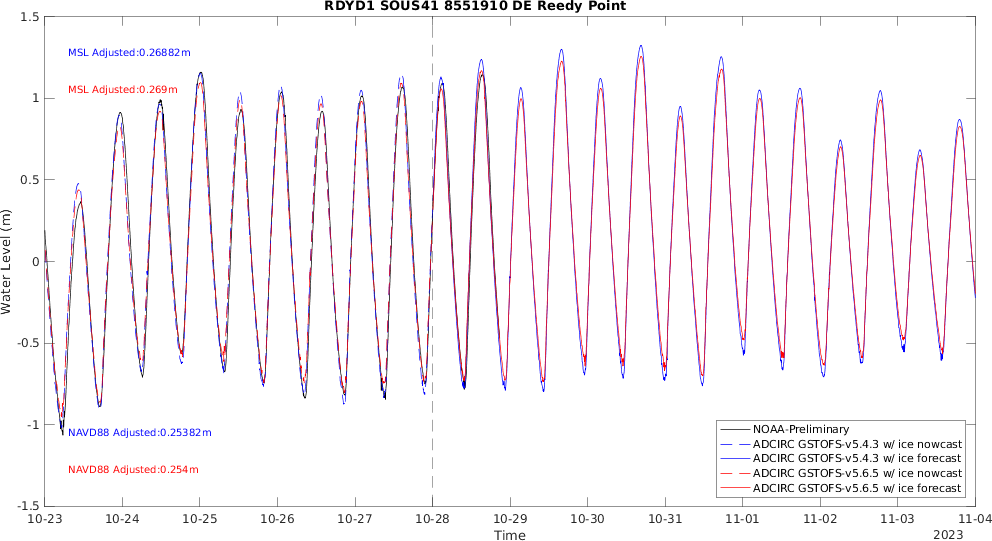 RDYD1 SOUS41 8551910 DE Reedy Point
1.5
1
0.5
0
-0.5
-1
-1.5
Water Level (m)
MSL Adjusted:0.26882m
MSL Adjusted:0.269m
NAVD88 Adjusted:0.25382m
NAVD88 Adjusted:0.254m
NOAA-Preliminary
ADCIRC GSTOFS-v5.4.3 w/ ice nowcast
ADCIRC GSTOFS-v5.4.3 w/ ice forecast
ADCIRC GSTOFS-v5.6.5 w/ ice nowcast
ADCIRC GSTOFS-v5.6.5 w/ ice forecast
10-23 10-24 10-25 10-26 10-27 10-28 10-29 10-30 10-31 11-01 11-02 11-03 11-04
Time
2023